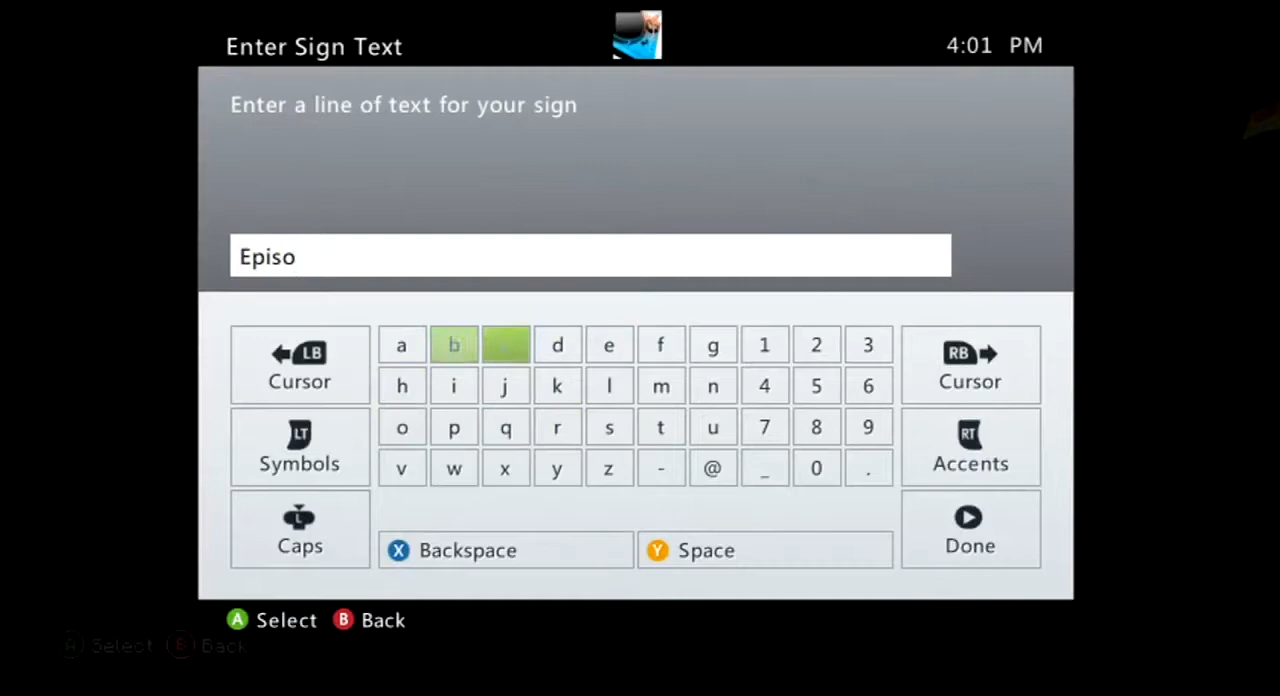 Enter Sign Text
4:01 PM
Enter a line of text for your sign
Episo
LB
Cursor
a b d e f g 1 2 3
RB
Cursor
h i j k l m n 4 5 6
LT
Symbols
o p q r s t u 7 8 9
RT
Accents
v w x y z - @ _ 0 .
L
Caps
X Backspace
Y Space
Done
A Select B Back
A Select B Back